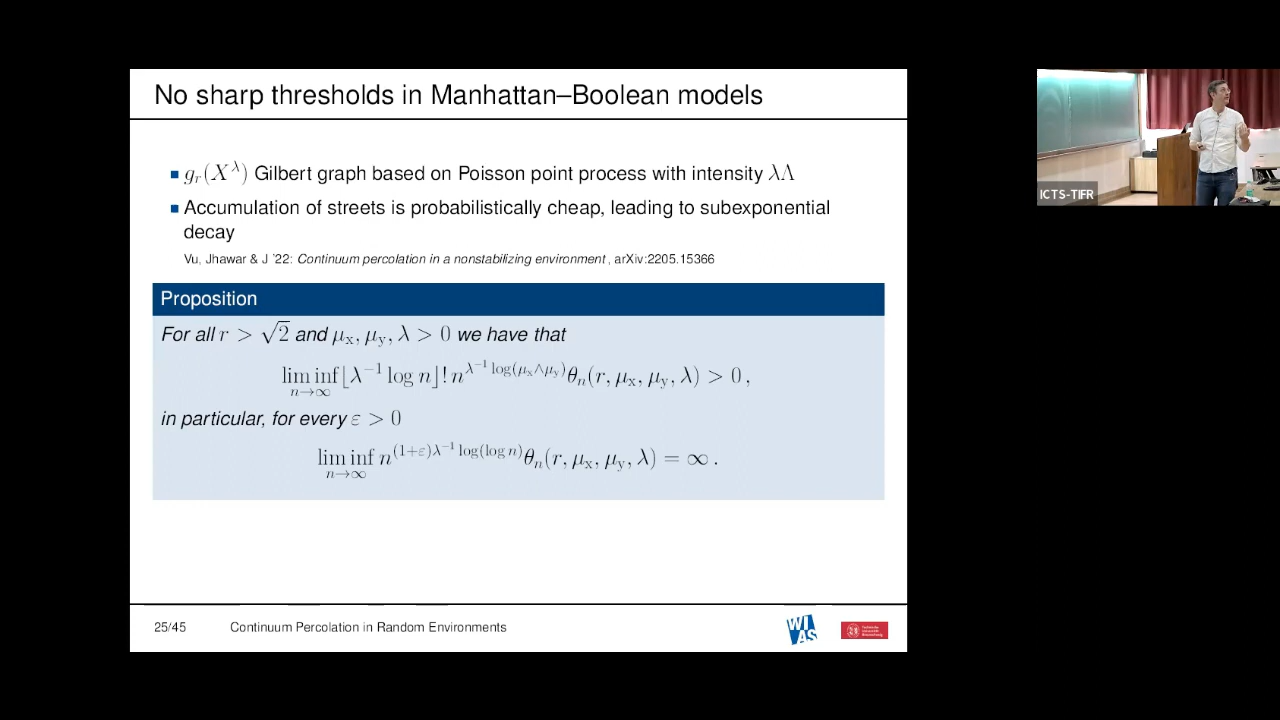 No sharp thresholds in Manhattan–Boolean models
g_r(X^λ) Gilbert graph based on Poisson point process with intensity λΛ
Accumulation of streets is probabilistically cheap, leading to subexponential
decay
Vu, Jhawar & J '22: Continuum percolation in a nonstabilizing environment, arXiv:2205.15366
Proposition
For all r > √2 and μ_x, μ_y, λ > 0 we have that
lim inf_{n→∞} ⌊λ^{-1} log n⌋! n^{λ^{-1} log(μ_x∧μ_y)} θ_n(r, μ_x, μ_y, λ) > 0,
in particular, for every ε > 0
lim inf_{n→∞} n^{(1+ε)λ^{-1} log(log n)} θ_n(r, μ_x, μ_y, λ) = ∞.
25/45 Continuum Percolation in Random Environments
WIAS
ICTS-TIFR